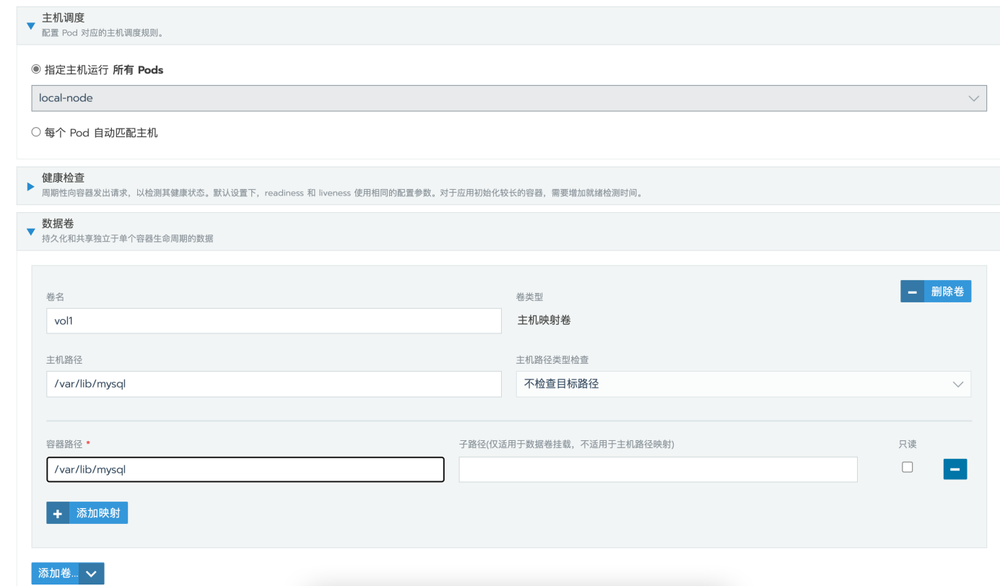 主机调度
配置 Pod 对应的主机调度规则。
指定主机运行 所有 Pods
local-node
每个 Pod 自动匹配主机
健康检查
周期性向容器发出请求，以检测其健康状态。默认设置下，readiness 和 liveness 使用相同的配置参数。对于应用初始化较长的容器，需要增加就绪检测时间。
数据卷
持久化和共享独立于单个容器生命周期的数据
删除卷
卷名
卷类型
vol1
主机映射卷
主机路径
主机路径类型检查
/var/lib/mysql
不检查目标路径
容器路径 *
子路径(仅适用于数据卷挂载，不适用于主机路径映射)
只读
/var/lib/mysql
添加映射
添加卷...